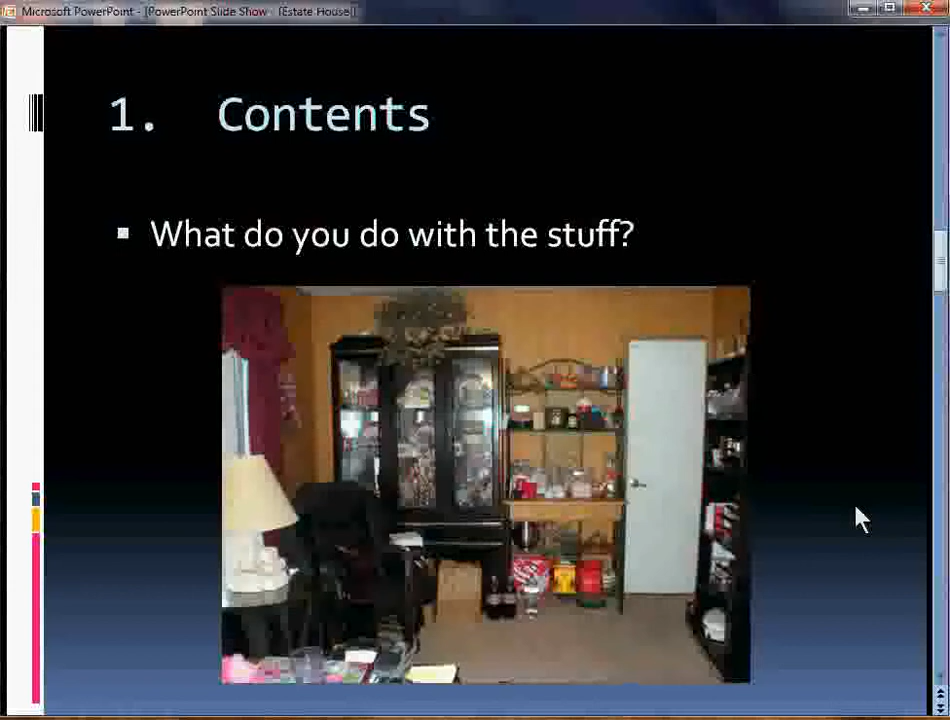 Microsoft PowerPoint - [PowerPoint Slide Show - [Estate House]]
1. Contents
What do you do with the stuff?